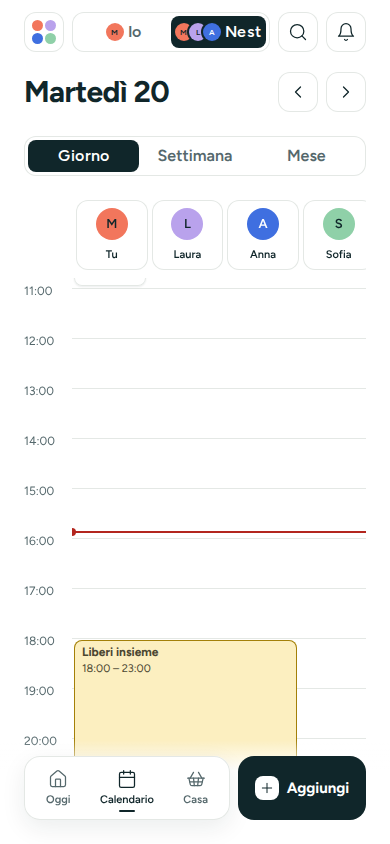 M Io M L A Nest
Martedì 20
Giorno Settimana Mese
M L A S
Tu Laura Anna Sofia
11:00
12:00
13:00
14:00
15:00
16:00
17:00
18:00
Liberi insieme
18:00 – 23:00
19:00
20:00
Oggi Calendario Casa
Aggiungi